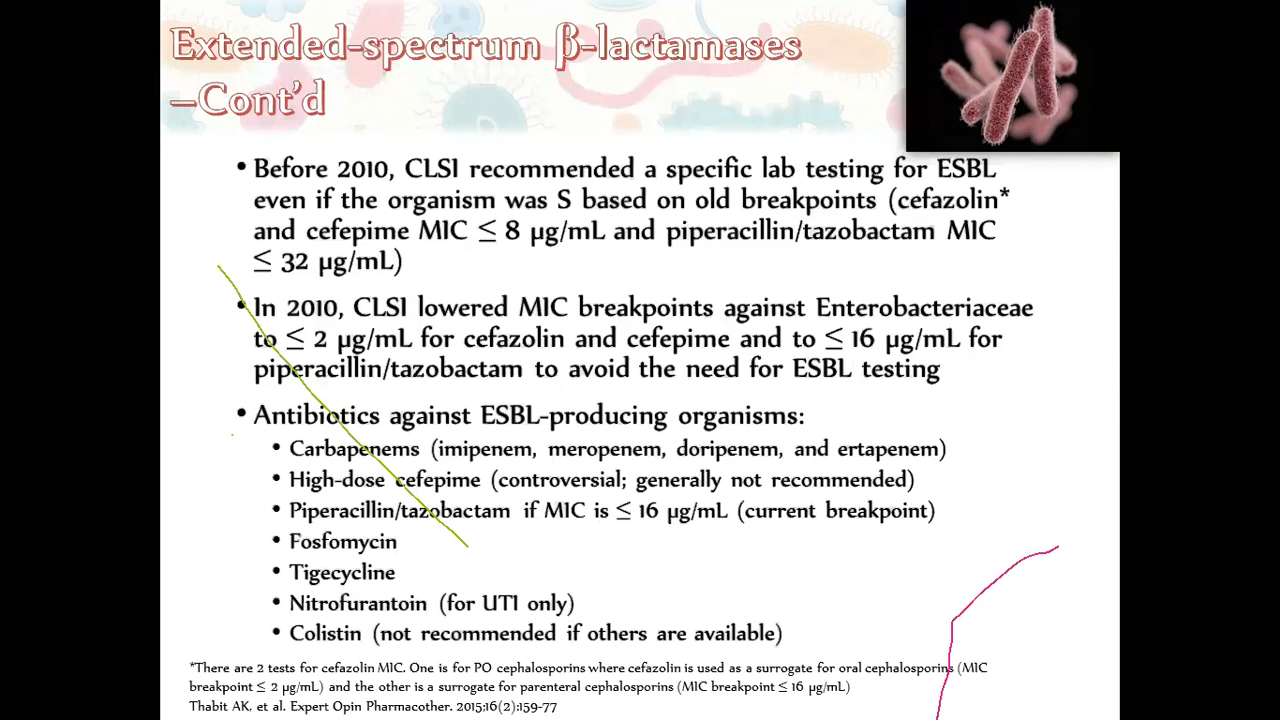 Extended-spectrum β-lactamases
–Cont'd
• Before 2010, CLSI recommended a specific lab testing for ESBL
even if the organism was S based on old breakpoints (cefazolin*
and cefepime MIC ≤ 8 µg/mL and piperacillin/tazobactam MIC
≤ 32 µg/mL)
• In 2010, CLSI lowered MIC breakpoints against Enterobacteriaceae
to ≤ 2 µg/mL for cefazolin and cefepime and to ≤ 16 µg/mL for
piperacillin/tazobactam to avoid the need for ESBL testing
• Antibiotics against ESBL-producing organisms:
• Carbapenems (imipenem, meropenem, doripenem, and ertapenem)
• High-dose cefepime (controversial; generally not recommended)
• Piperacillin/tazobactam if MIC is ≤ 16 µg/mL (current breakpoint)
• Fosfomycin
• Tigecycline
• Nitrofurantoin (for UTI only)
• Colistin (not recommended if others are available)
*There are 2 tests for cefazolin MIC. One is for PO cephalosporins where cefazolin is used as a surrogate for oral cephalosporins (MIC
breakpoint ≤ 2 µg/mL) and the other is a surrogate for parenteral cephalosporins (MIC breakpoint ≤ 16 µg/mL)
Thabit AK, et al. Expert Opin Pharmacother. 2015;16(2):159-77